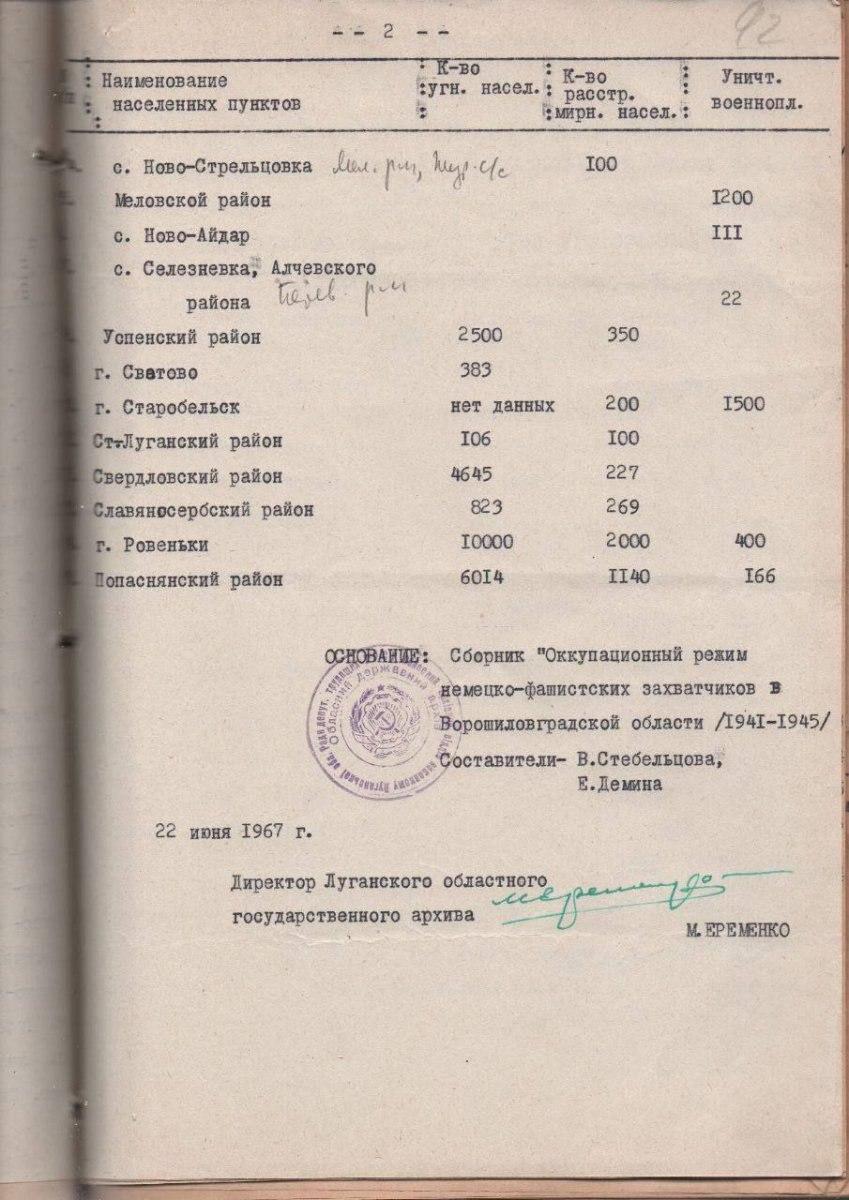 -- 2 --
92
Наименование населенных пунктов К-во угн. насел. К-во расстр. мирн. насел. Уничт. военнопл.
с. Ново-Стрельцовка Мел. р-н, с/с I00
Меловской район I200
с. Ново-Айдар III
с. Селезневка, Алчевского
района р-н 22
Успенский район 2500 350
г. Сватово 383
г. Старобельск нет данных 200 I500
Ст-Луганский район I06 I00
Свердловский район 4645 227
Славяносербский район 823 269
г. Ровеньки I0000 2000 400
Попаснянский район 60I4 II40 I66
ОСНОВАНИЕ: Сборник "Оккупационный режим
немецко-фашистских захватчиков в
Ворошиловградской области /I94I-I945/
Составители- В.Стебельцова,
Е.Демина
22 июня I967 г.
Директор Луганского областного
государственного архива
М.ЕРЕМЕНКО